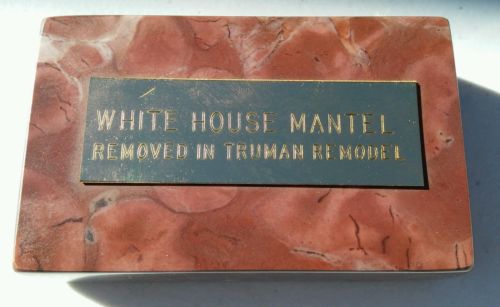 WHITE HOUSE MANTEL
REMOVED IN TRUMAN REMODEL